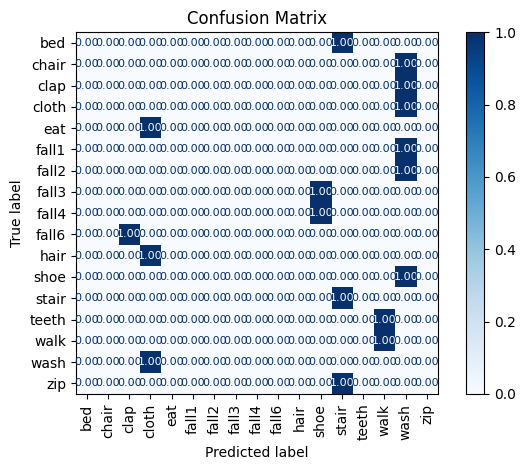 Confusion Matrix
True label
bed 0.00 0.00 0.00 0.00 0.00 0.00 0.00 0.00 0.00 0.00 0.00 0.00 1.00 0.00 0.00 0.00 0.00
chair 0.00 0.00 0.00 0.00 0.00 0.00 0.00 0.00 0.00 0.00 0.00 0.00 0.00 0.00 0.00 1.00 0.00
clap 0.00 0.00 0.00 0.00 0.00 0.00 0.00 0.00 0.00 0.00 0.00 0.00 0.00 0.00 0.00 1.00 0.00
cloth 0.00 0.00 0.00 0.00 0.00 0.00 0.00 0.00 0.00 0.00 0.00 0.00 0.00 0.00 0.00 1.00 0.00
eat 0.00 0.00 0.00 1.00 0.00 0.00 0.00 0.00 0.00 0.00 0.00 0.00 0.00 0.00 0.00 0.00 0.00
fall1 0.00 0.00 0.00 0.00 0.00 0.00 0.00 0.00 0.00 0.00 0.00 0.00 0.00 0.00 0.00 1.00 0.00
fall2 0.00 0.00 0.00 0.00 0.00 0.00 0.00 0.00 0.00 0.00 0.00 0.00 0.00 0.00 0.00 1.00 0.00
fall3 0.00 0.00 0.00 0.00 0.00 0.00 0.00 0.00 0.00 0.00 0.00 1.00 0.00 0.00 0.00 0.00 0.00
fall4 0.00 0.00 0.00 0.00 0.00 0.00 0.00 0.00 0.00 0.00 0.00 1.00 0.00 0.00 0.00 0.00 0.00
fall6 0.00 0.00 1.00 0.00 0.00 0.00 0.00 0.00 0.00 0.00 0.00 0.00 0.00 0.00 0.00 0.00 0.00
hair 0.00 0.00 0.00 1.00 0.00 0.00 0.00 0.00 0.00 0.00 0.00 0.00 0.00 0.00 0.00 0.00 0.00
shoe 0.00 0.00 0.00 0.00 0.00 0.00 0.00 0.00 0.00 0.00 0.00 0.00 0.00 0.00 0.00 1.00 0.00
stair 0.00 0.00 0.00 0.00 0.00 0.00 0.00 0.00 0.00 0.00 0.00 0.00 1.00 0.00 0.00 0.00 0.00
teeth 0.00 0.00 0.00 0.00 0.00 0.00 0.00 0.00 0.00 0.00 0.00 0.00 0.00 0.00 1.00 0.00 0.00
walk 0.00 0.00 0.00 0.00 0.00 0.00 0.00 0.00 0.00 0.00 0.00 0.00 0.00 0.00 1.00 0.00 0.00
wash 0.00 0.00 0.00 1.00 0.00 0.00 0.00 0.00 0.00 0.00 0.00 0.00 0.00 0.00 0.00 0.00 0.00
zip 0.00 0.00 0.00 0.00 0.00 0.00 0.00 0.00 0.00 0.00 0.00 0.00 1.00 0.00 0.00 0.00 0.00
bed chair clap cloth eat fall1 fall2 fall3 fall4 fall6 hair shoe stair teeth walk wash zip
Predicted label
1.0
0.8
0.6
0.4
0.2
0.0